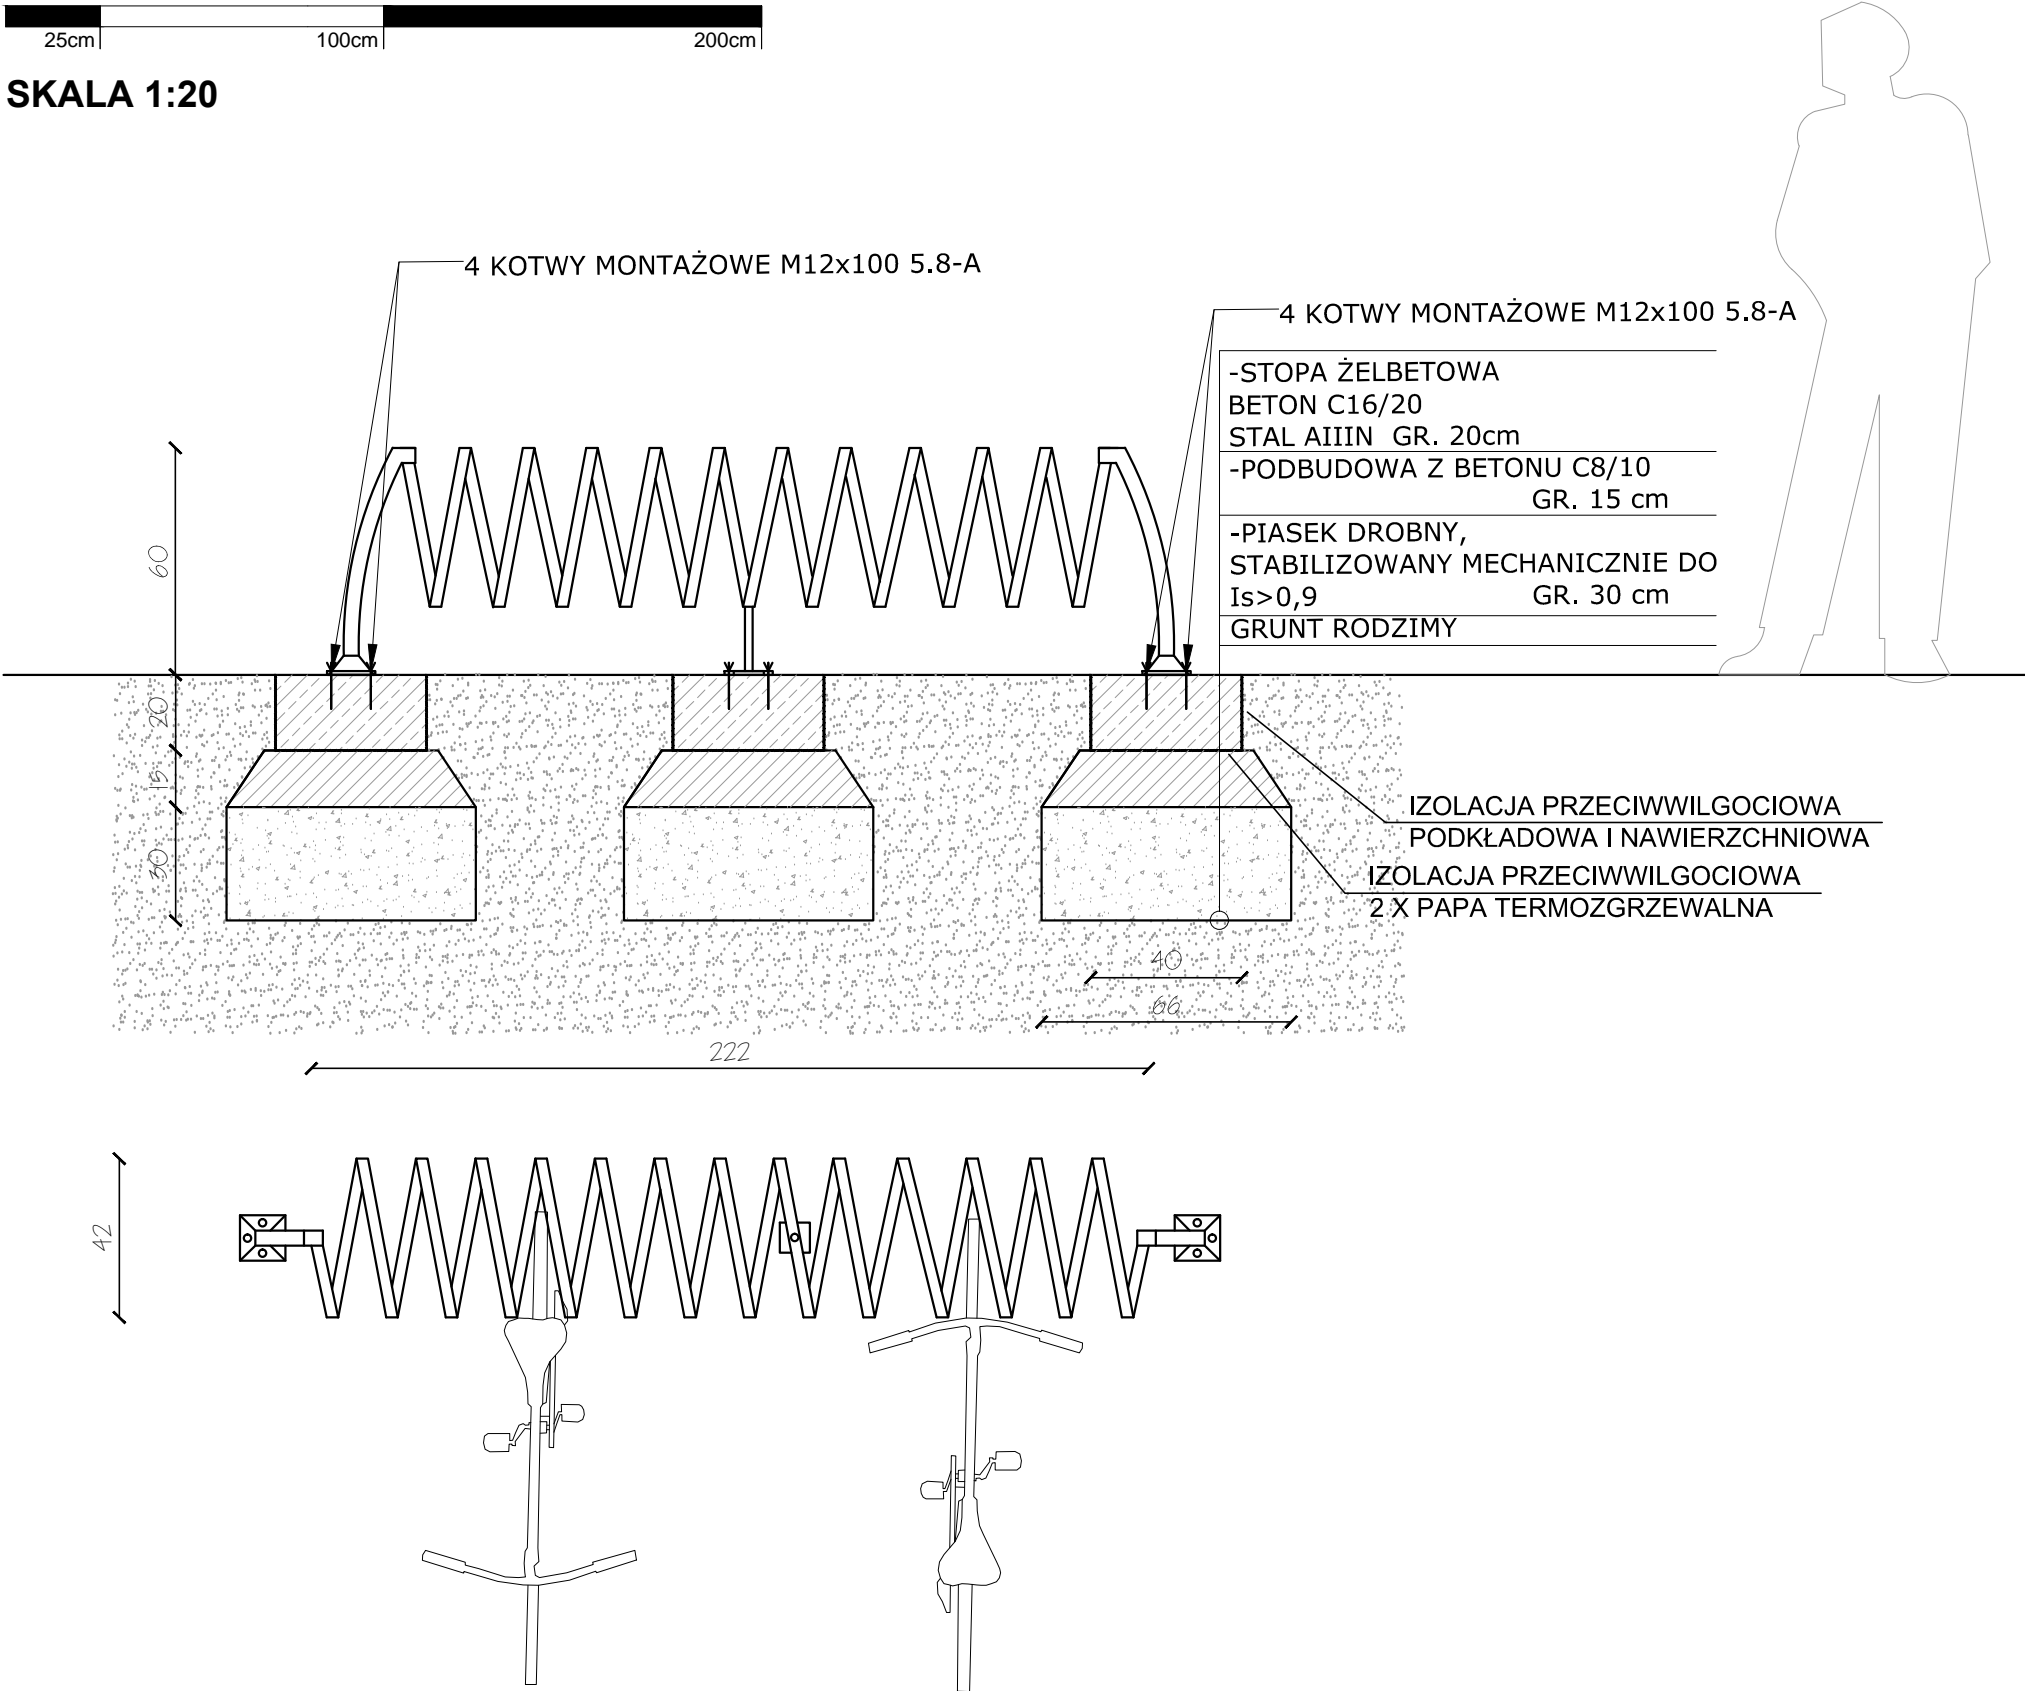 25cm 100cm 200cm
SKALA 1:20
4 KOTWY MONTAŻOWE M12x100 5.8-A
4 KOTWY MONTAŻOWE M12x100 5.8-A
-STOPA ŻELBETOWA
BETON C16/20
STAL AIIIN GR. 20cm
-PODBUDOWA Z BETONU C8/10
GR. 15 cm
-PIASEK DROBNY,
STABILIZOWANY MECHANICZNIE DO
Is>0,9 GR. 30 cm
GRUNT RODZIMY
60
20
15
30
IZOLACJA PRZECIWWILGOCIOWA
PODKŁADOWA I NAWIERZCHNIOWA
IZOLACJA PRZECIWWILGOCIOWA
2 X PAPA TERMOZGRZEWALNA
40
66
222
42